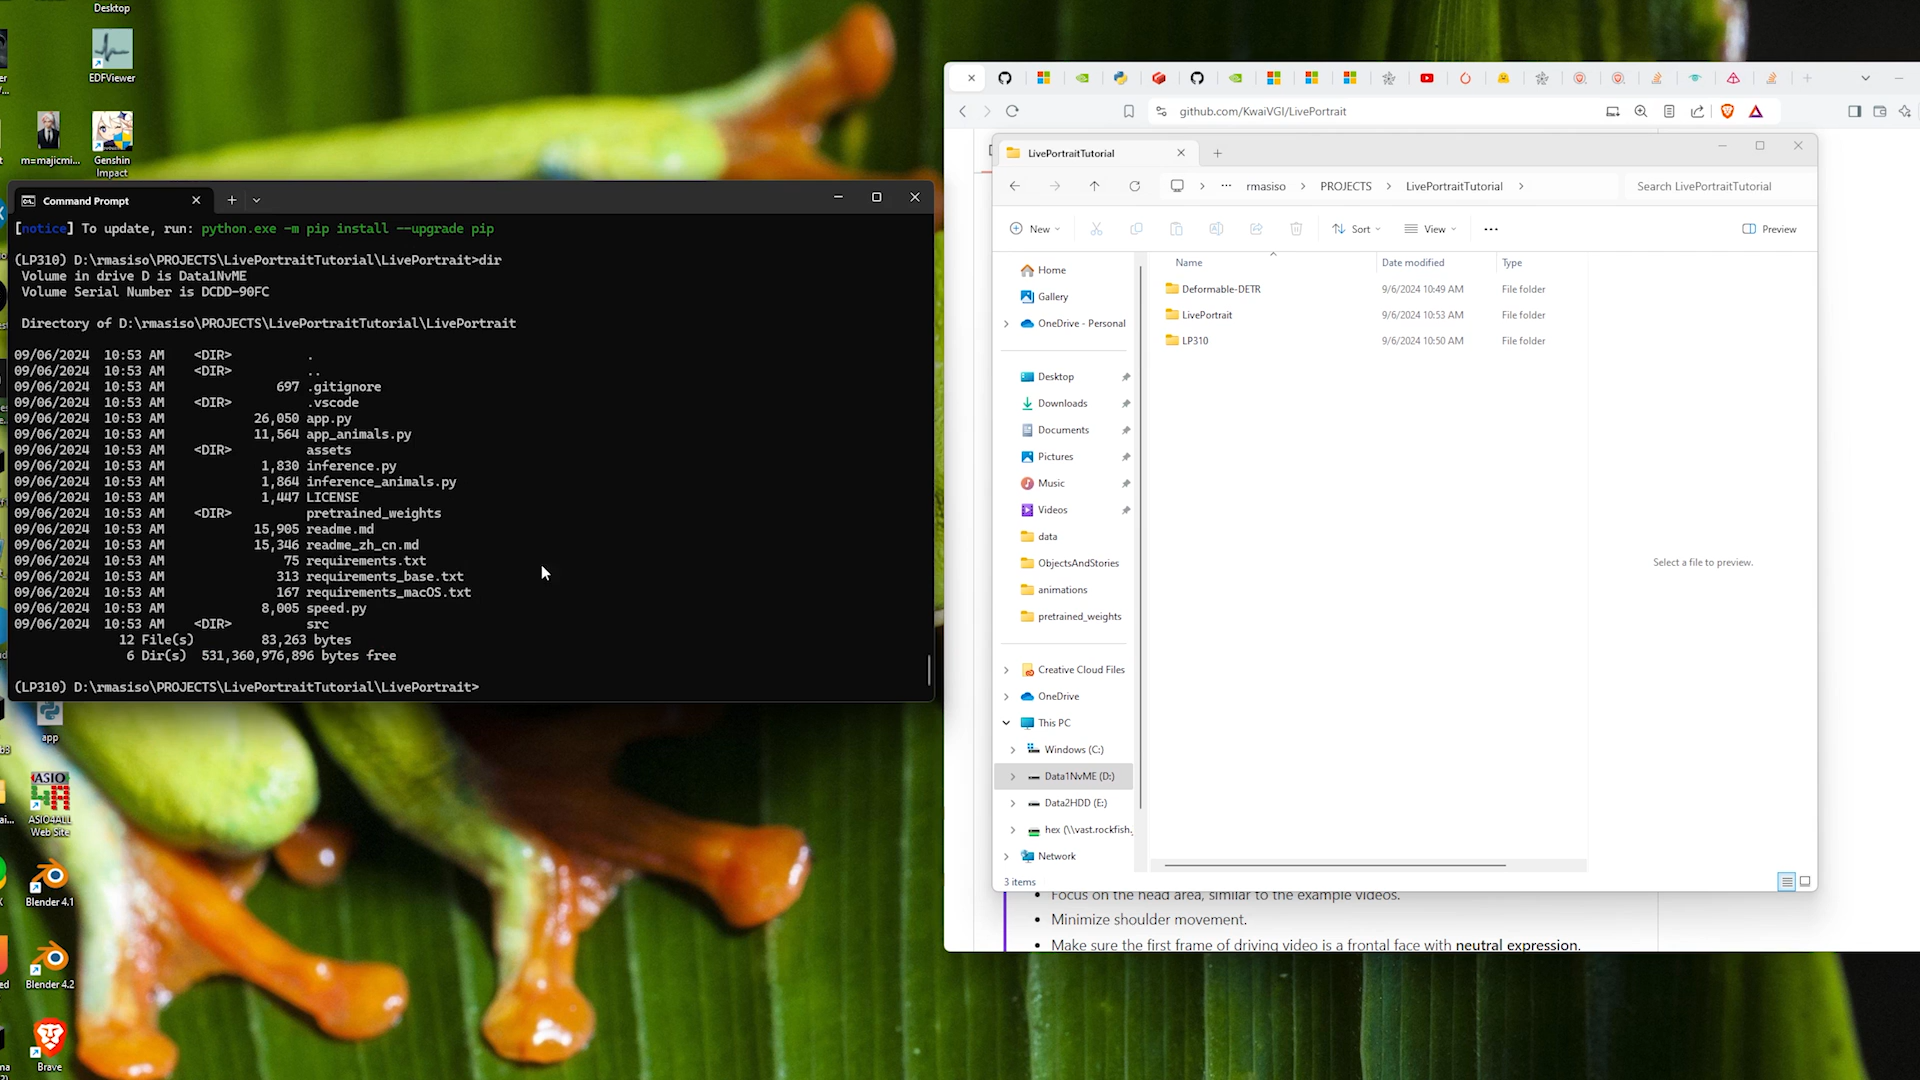 Desktop
EDFViewer
m=majicmi...
Genshin
Impact
Command Prompt
[notice] To update, run: python.exe -m pip install --upgrade pip
(LP310) D:\rmasiso\PROJECTS\LivePortraitTutorial\LivePortrait>dir
Volume in drive D is Data1NvME
Volume Serial Number is DCDD-90FC
Directory of D:\rmasiso\PROJECTS\LivePortraitTutorial\LivePortrait
09/06/2024 10:53 AM <DIR> .
09/06/2024 10:53 AM <DIR> ..
09/06/2024 10:53 AM 697 .gitignore
09/06/2024 10:53 AM <DIR> .vscode
09/06/2024 10:53 AM 26,050 app.py
09/06/2024 10:53 AM 11,564 app_animals.py
09/06/2024 10:53 AM <DIR> assets
09/06/2024 10:53 AM 1,830 inference.py
09/06/2024 10:53 AM 1,864 inference_animals.py
09/06/2024 10:53 AM 1,447 LICENSE
09/06/2024 10:53 AM <DIR> pretrained_weights
09/06/2024 10:53 AM 15,905 readme.md
09/06/2024 10:53 AM 15,346 readme_zh_cn.md
09/06/2024 10:53 AM 75 requirements.txt
09/06/2024 10:53 AM 313 requirements_base.txt
09/06/2024 10:53 AM 167 requirements_macOS.txt
09/06/2024 10:53 AM 8,005 speed.py
09/06/2024 10:53 AM <DIR> src
12 File(s) 83,263 bytes
6 Dir(s) 531,360,976,896 bytes free
(LP310) D:\rmasiso\PROJECTS\LivePortraitTutorial\LivePortrait>
app
ASIO
ASIO4ALL
Web Site
Blender 4.1
Blender 4.2
Brave
github.com/KwaiVGI/LivePortrait
LivePortraitTutorial
rmasiso > PROJECTS > LivePortraitTutorial >
Search LivePortraitTutorial
New
Sort
View
Preview
Name Date modified Type
Deformable-DETR 9/6/2024 10:49 AM File folder
LivePortrait 9/6/2024 10:53 AM File folder
LP310 9/6/2024 10:50 AM File folder
Home
Gallery
OneDrive - Personal
Desktop
Downloads
Documents
Pictures
Music
Videos
data
ObjectsAndStories
animations
pretrained_weights
Creative Cloud Files
OneDrive
This PC
Windows (C:)
Data1NvME (D:)
Data2HDD (E:)
hex (\\vast.rockfish.
Network
Select a file to preview.
3 items
Focus on the head area, similar to the example videos.
Minimize shoulder movement.
Make sure the first frame of driving video is a frontal face with neutral expression.